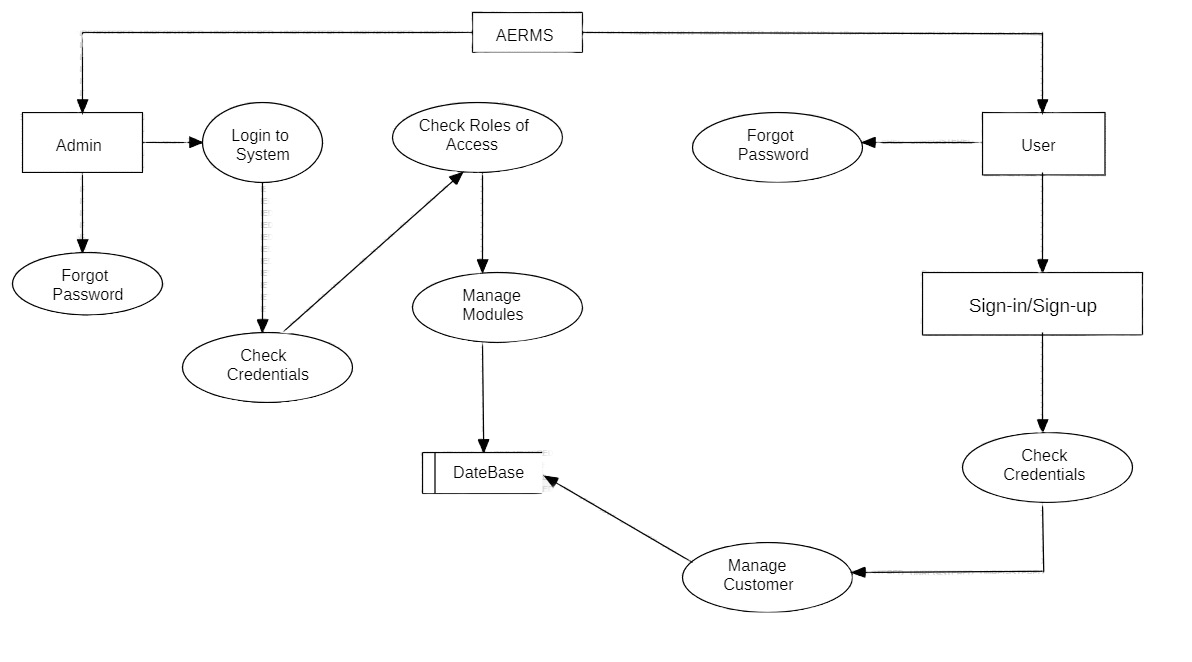 AERMS
Admin
Login to
System
Check Roles of
Access
Forgot
Password
User
Forgot
Password
Manage
Modules
Sign-in/Sign-up
Check
Credentials
DateBase
Check
Credentials
Manage
Customer